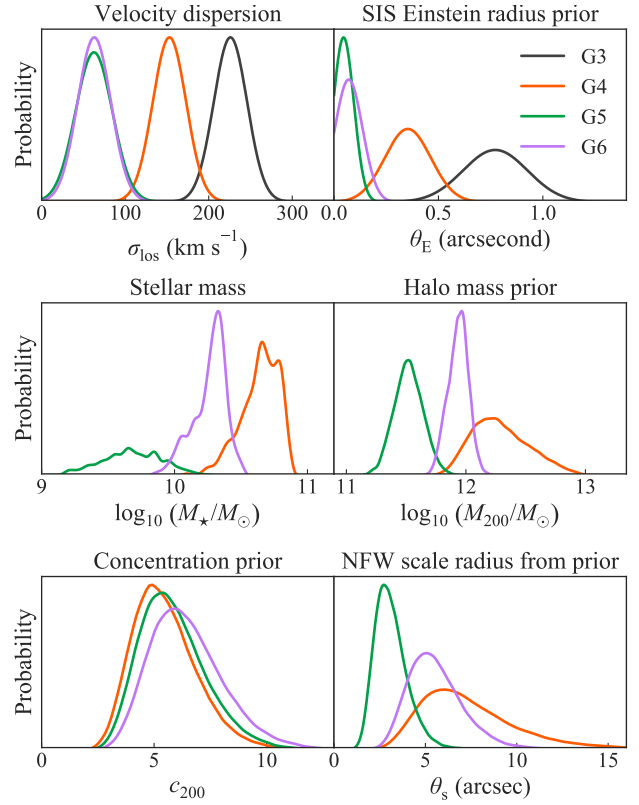 Velocity dispersion
SIS Einstein radius prior
Probability
G3
G4
G5
G6
0 100 200 300
0.0 0.5 1.0
σlos (km s⁻¹)
θE (arcsecond)
Stellar mass
Halo mass prior
Probability
9 10 11
11 12 13
log₁₀ (M⋆/M⊙)
log₁₀ (M₂₀₀/M⊙)
Concentration prior
NFW scale radius from prior
Probability
0 5 10
0 5 10 15
c₂₀₀
θs (arcsec)